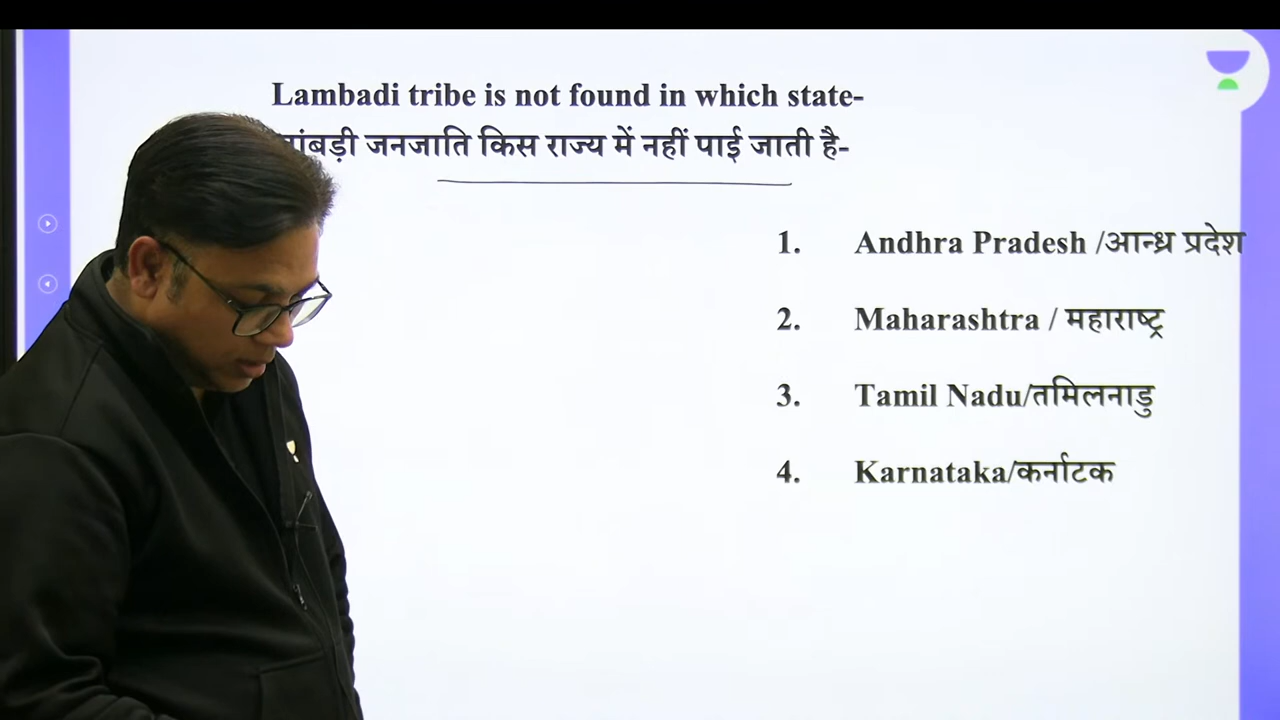 Lambadi tribe is not found in which state-
जनजाति किस राज्य में नहीं पाई जाती है-
1. Andhra Pradesh /आन्ध्र प्रदेश
2. Maharashtra / महाराष्ट्र
3. Tamil Nadu/तमिलनाडु
4. Karnataka/कर्नाटक